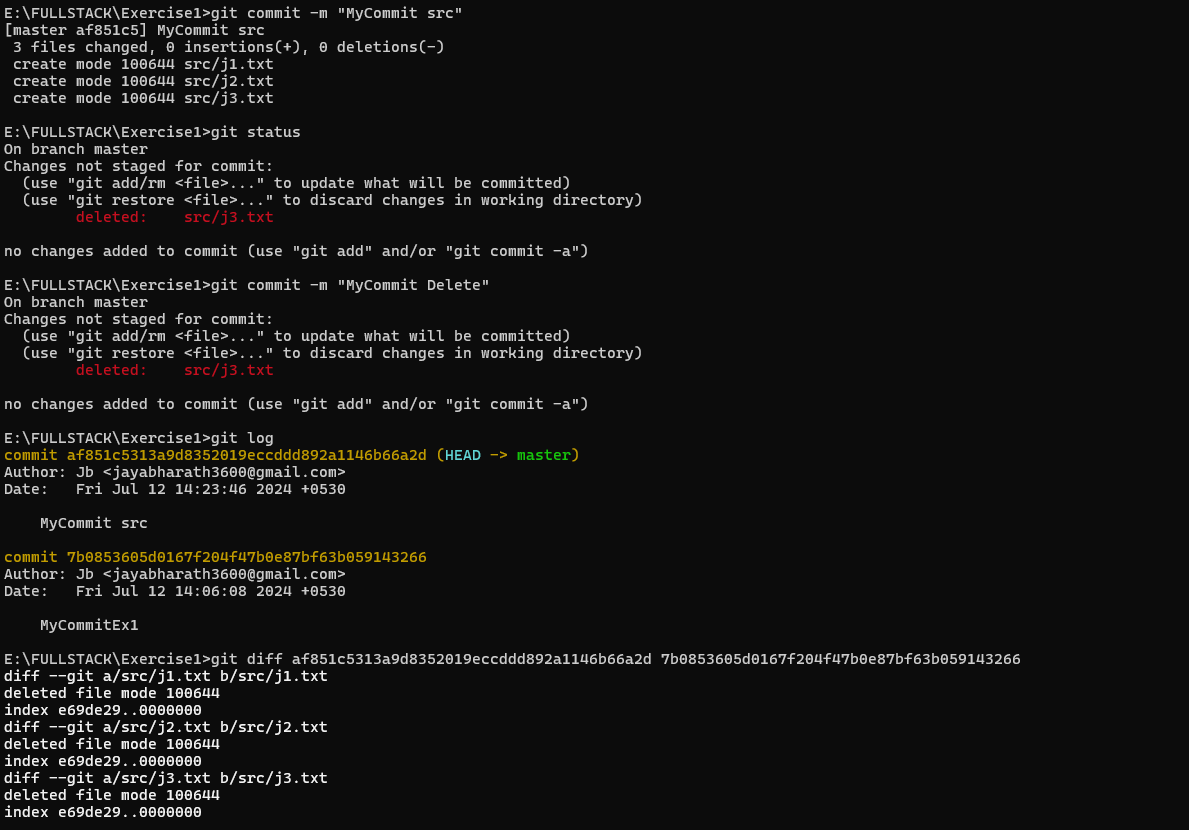 E:\FULLSTACK\Exercise1>git commit -m "MyCommit src"
[master af851c5] MyCommit src
 3 files changed, 0 insertions(+), 0 deletions(-)
 create mode 100644 src/j1.txt
 create mode 100644 src/j2.txt
 create mode 100644 src/j3.txt

E:\FULLSTACK\Exercise1>git status
On branch master
Changes not staged for commit:
  (use "git add/rm <file>..." to update what will be committed)
  (use "git restore <file>..." to discard changes in working directory)
        deleted:    src/j3.txt

no changes added to commit (use "git add" and/or "git commit -a")

E:\FULLSTACK\Exercise1>git commit -m "MyCommit Delete"
On branch master
Changes not staged for commit:
  (use "git add/rm <file>..." to update what will be committed)
  (use "git restore <file>..." to discard changes in working directory)
        deleted:    src/j3.txt

no changes added to commit (use "git add" and/or "git commit -a")

E:\FULLSTACK\Exercise1>git log
commit af851c5313a9d8352019eccddd892a1146b66a2d (HEAD -> master)
Author: Jb <jayabharath3600@gmail.com>
Date:   Fri Jul 12 14:23:46 2024 +0530

    MyCommit src

commit 7b0853605d0167f204f47b0e87bf63b059143266
Author: Jb <jayabharath3600@gmail.com>
Date:   Fri Jul 12 14:06:08 2024 +0530

    MyCommitEx1

E:\FULLSTACK\Exercise1>git diff af851c5313a9d8352019eccddd892a1146b66a2d 7b0853605d0167f204f47b0e87bf63b059143266
diff --git a/src/j1.txt b/src/j1.txt
deleted file mode 100644
index e69de29..0000000
diff --git a/src/j2.txt b/src/j2.txt
deleted file mode 100644
index e69de29..0000000
diff --git a/src/j3.txt b/src/j3.txt
deleted file mode 100644
index e69de29..0000000